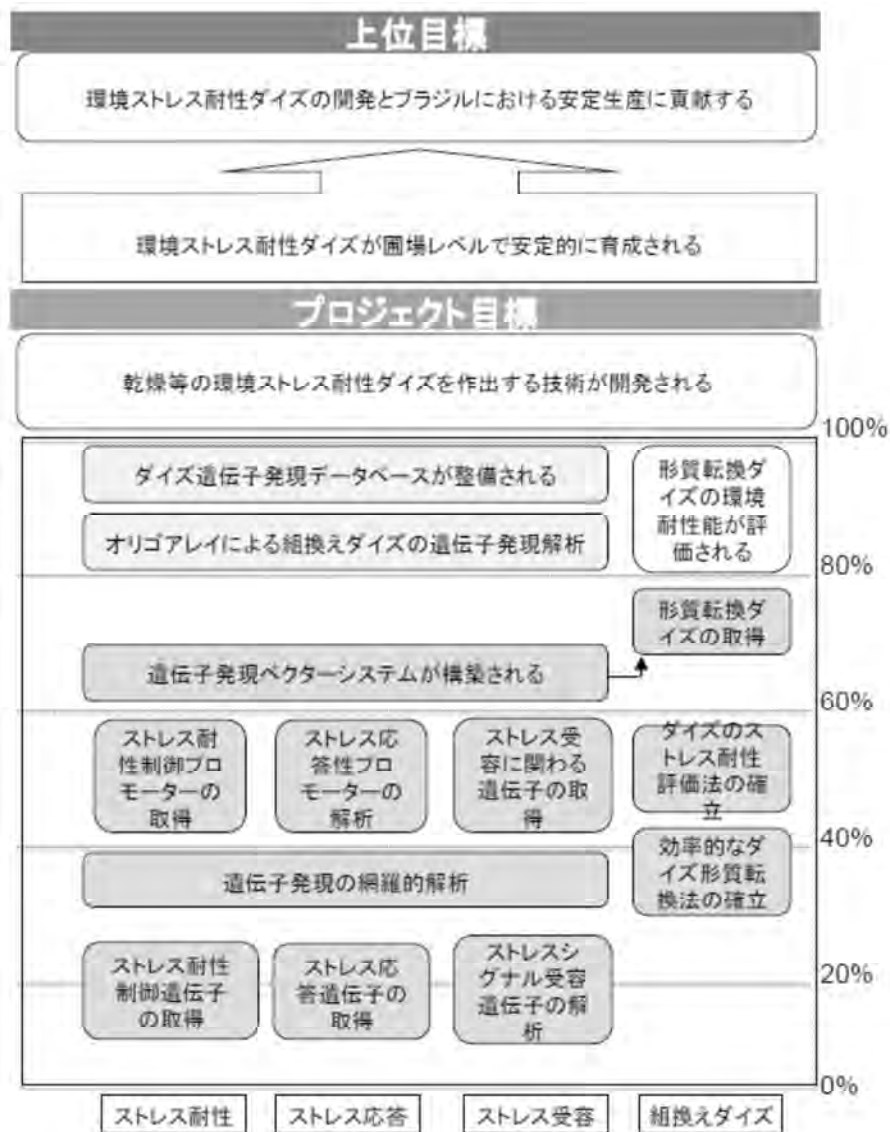 上位目標
環境ストレス耐性ダイズの開発とブラジルにおける安定生産に貢献する
環境ストレス耐性ダイズが圃場レベルで安定的に育成される
プロジェクト目標
乾燥等の環境ストレス耐性ダイズを作出する技術が開発される
100%
ダイズ遺伝子発現データベースが整備される
オリゴアレイによる組換えダイズの遺伝子発現解析
形質転換ダ
イズの環境
耐性能が評
価される
80%
形質転換ダ
イズの取得
遺伝子発現ベクターシステムが構築される
60%
ストレス耐
性制御プロ
モーターの
取得
ストレス応
答性プロ
モーターの
解析
ストレス受
容に関わる
遺伝子の取
得
ダイズのス
トレス耐性
評価法の確
立
40%
遺伝子発現の網羅的解析
効率的なダ
イズ形質転
換法の確立
ストレス耐性
制御遺伝子
の取得
ストレス応
答遺伝子の
取得
ストレスシ
グナル受容
遺伝子の解
析
20%
0%
ストレス耐性
ストレス応答
ストレス受容
組換えダイズ